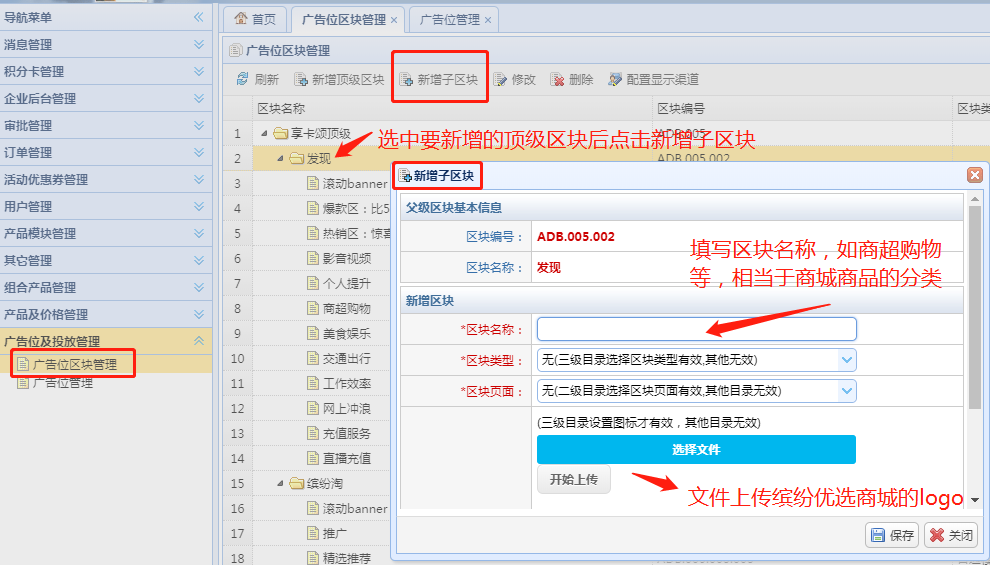 导航菜单
消息管理
积分卡管理
企业后台管理
审批管理
订单管理
活动优惠券管理
用户管理
产品模块管理
其它管理
组合产品管理
产品及价格管理
广告位及投放管理
广告位区块管理
广告位管理
首页
广告位区块管理 ×
广告位管理 ×
广告位区块管理
刷新 新增顶级区块 新增子区块 修改 删除 配置显示渠道
区块名称 区块编号
1 享卡颂顶级 ADB.005
选中要新增的顶级区块后点击新增子区块
2 发现 ADB.005.002
3 滚动banner
4 爆款区：比5
5 热销区：惊喜
6 影音视频
7 个人提升
8 商超购物
9 美食娱乐
10 交通出行
11 工作效率
12 网上冲浪
13 充值服务
14 直播充值
15 缤纷淘
16 滚动banner
17 推广
18 精选推荐
新增子区块
父级区块基本信息
区块编号： ADB.005.002
区块名称： 发现
填写区块名称，如商超购物
等，相当于商城商品的分类
新增区块
*区块名称：
*区块类型： 无(三级目录选择区块类型有效,其他无效)
*区块页面： 无(二级目录选择区块页面有效,其他目录无效)
(三级目录设置图标才有效，其他目录无效)
选择文件
开始上传
文件上传缤纷优选商城的logo
保存 关闭